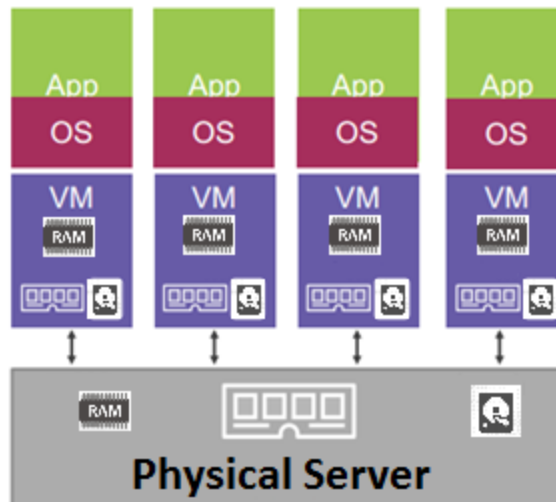 App App App App
OS OS OS OS
VM VM VM VM
RAM RAM RAM RAM
RAM
Physical Server